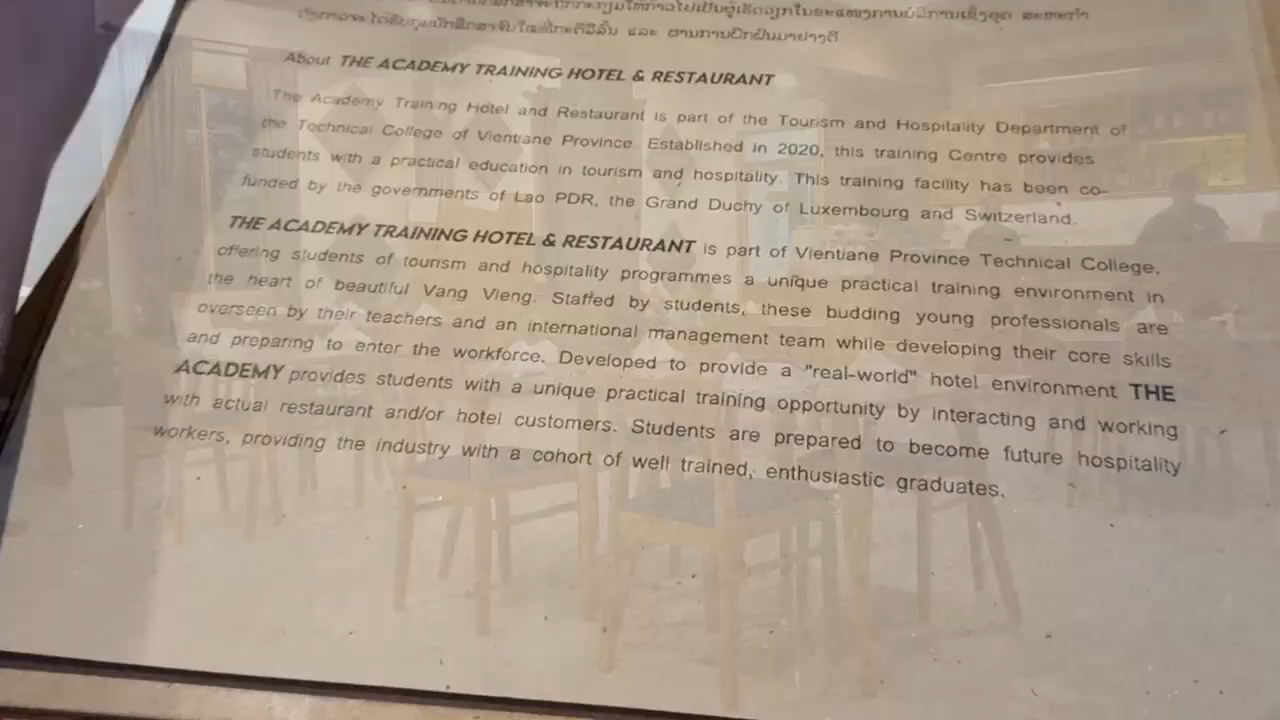 About THE ACADEMY TRAINING HOTEL & RESTAURANT
The Academy Training Hotel and Restaurant is part of the Tourism and Hospitality Department of
the Technical College of Vientiane Province. Established in 2020, this training Centre provides
students with a practical education in tourism and hospitality. This training facility has been co-
funded by the governments of Lao PDR, the Grand Duchy of Luxembourg and Switzerland.
THE ACADEMY TRAINING HOTEL & RESTAURANT is part of Vientiane Province Technical College,
offering students of tourism and hospitality programmes a unique practical training environment in
the heart of beautiful Vang Vieng. Staffed by students, these budding young professionals are
overseen by their teachers and an international management team while developing their core skills
and preparing to enter the workforce. Developed to provide a "real-world" hotel environment THE
ACADEMY provides students with a unique practical training opportunity by interacting and working
with actual restaurant and/or hotel customers. Students are prepared to become future hospitality
workers, providing the industry with a cohort of well trained, enthusiastic graduates.